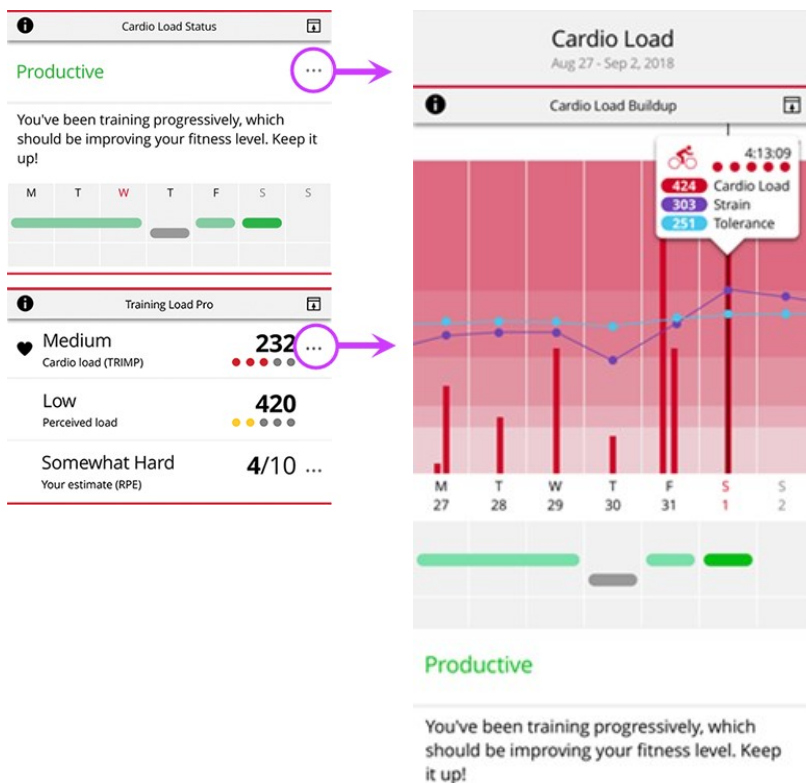 Cardio Load Status
Productive
You've been training progressively, which
should be improving your fitness level. Keep it
up!
M T W T F S S
Training Load Pro
Medium 232
Cardio load (TRIMP)
Low 420
Perceived load
Somewhat Hard 4/10
Your estimate (RPE)
Cardio Load
Aug 27 - Sep 2, 2018
Cardio Load Buildup
4:13:09
424 Cardio Load
303 Strain
251 Tolerance
M T W T F S S
27 28 29 30 31 1 2
Productive
You've been training progressively, which
should be improving your fitness level. Keep
it up!